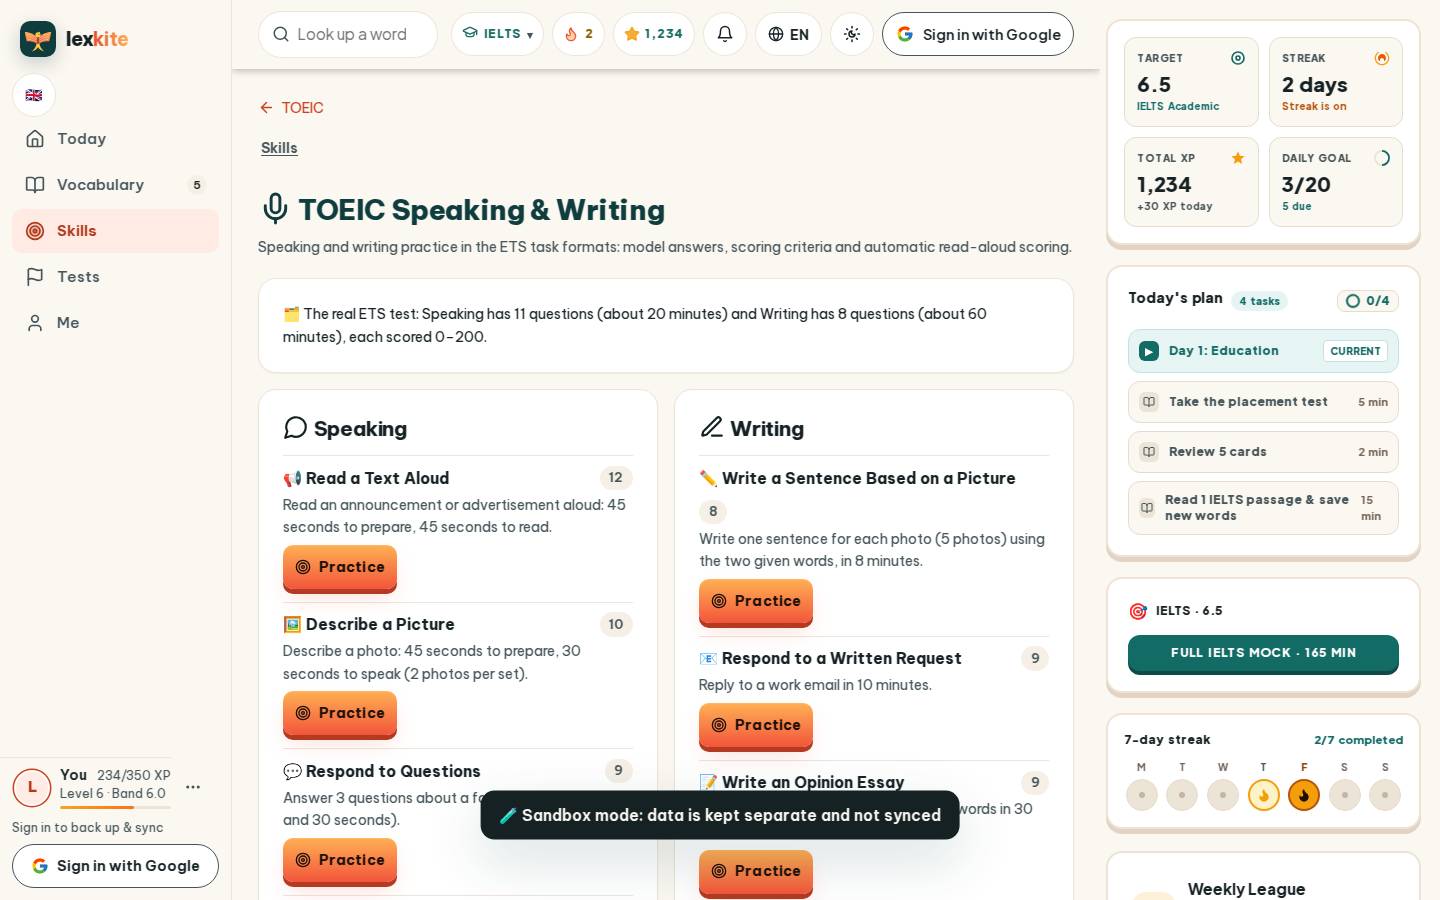 lexkite
Today
Vocabulary 5
Skills
Tests
Me
You 234/350 XP
Level 6 · Band 6.0
L
Sign in to back up & sync
Sign in with Google
Look up a word
IELTS ▾
2
1,234
EN
Sign in with Google
← TOEIC
Skills
TOEIC Speaking & Writing
Speaking and writing practice in the ETS task formats: model answers, scoring criteria and automatic read-aloud scoring.
🗂️ The real ETS test: Speaking has 11 questions (about 20 minutes) and Writing has 8 questions (about 60
minutes), each scored 0–200.
Speaking
📢 Read a Text Aloud 12
Read an announcement or advertisement aloud: 45
seconds to prepare, 45 seconds to read.
Practice
🖼️ Describe a Picture 10
Describe a photo: 45 seconds to prepare, 30
seconds to speak (2 photos per set).
Practice
💬 Respond to Questions 9
Answer 3 questions about a
and 30 seconds).
Practice
Writing
✏️ Write a Sentence Based on a Picture
8
Write one sentence for each photo (5 photos) using
the two given words, in 8 minutes.
Practice
📧 Respond to a Written Request 9
Reply to a work email in 10 minutes.
Practice
📝 Write an Opinion Essay 9
words in 30
Practice
🧪 Sandbox mode: data is kept separate and not synced
TARGET
6.5
IELTS Academic
STREAK
2 days
Streak is on
TOTAL XP
1,234
+30 XP today
DAILY GOAL
3/20
5 due
Today's plan 4 tasks 0/4
Day 1: Education CURRENT
Take the placement test 5 min
Review 5 cards 2 min
Read 1 IELTS passage & save 15
new words min
🎯 IELTS · 6.5
FULL IELTS MOCK · 165 MIN
7-day streak 2/7 completed
M T W T F S S
Weekly League